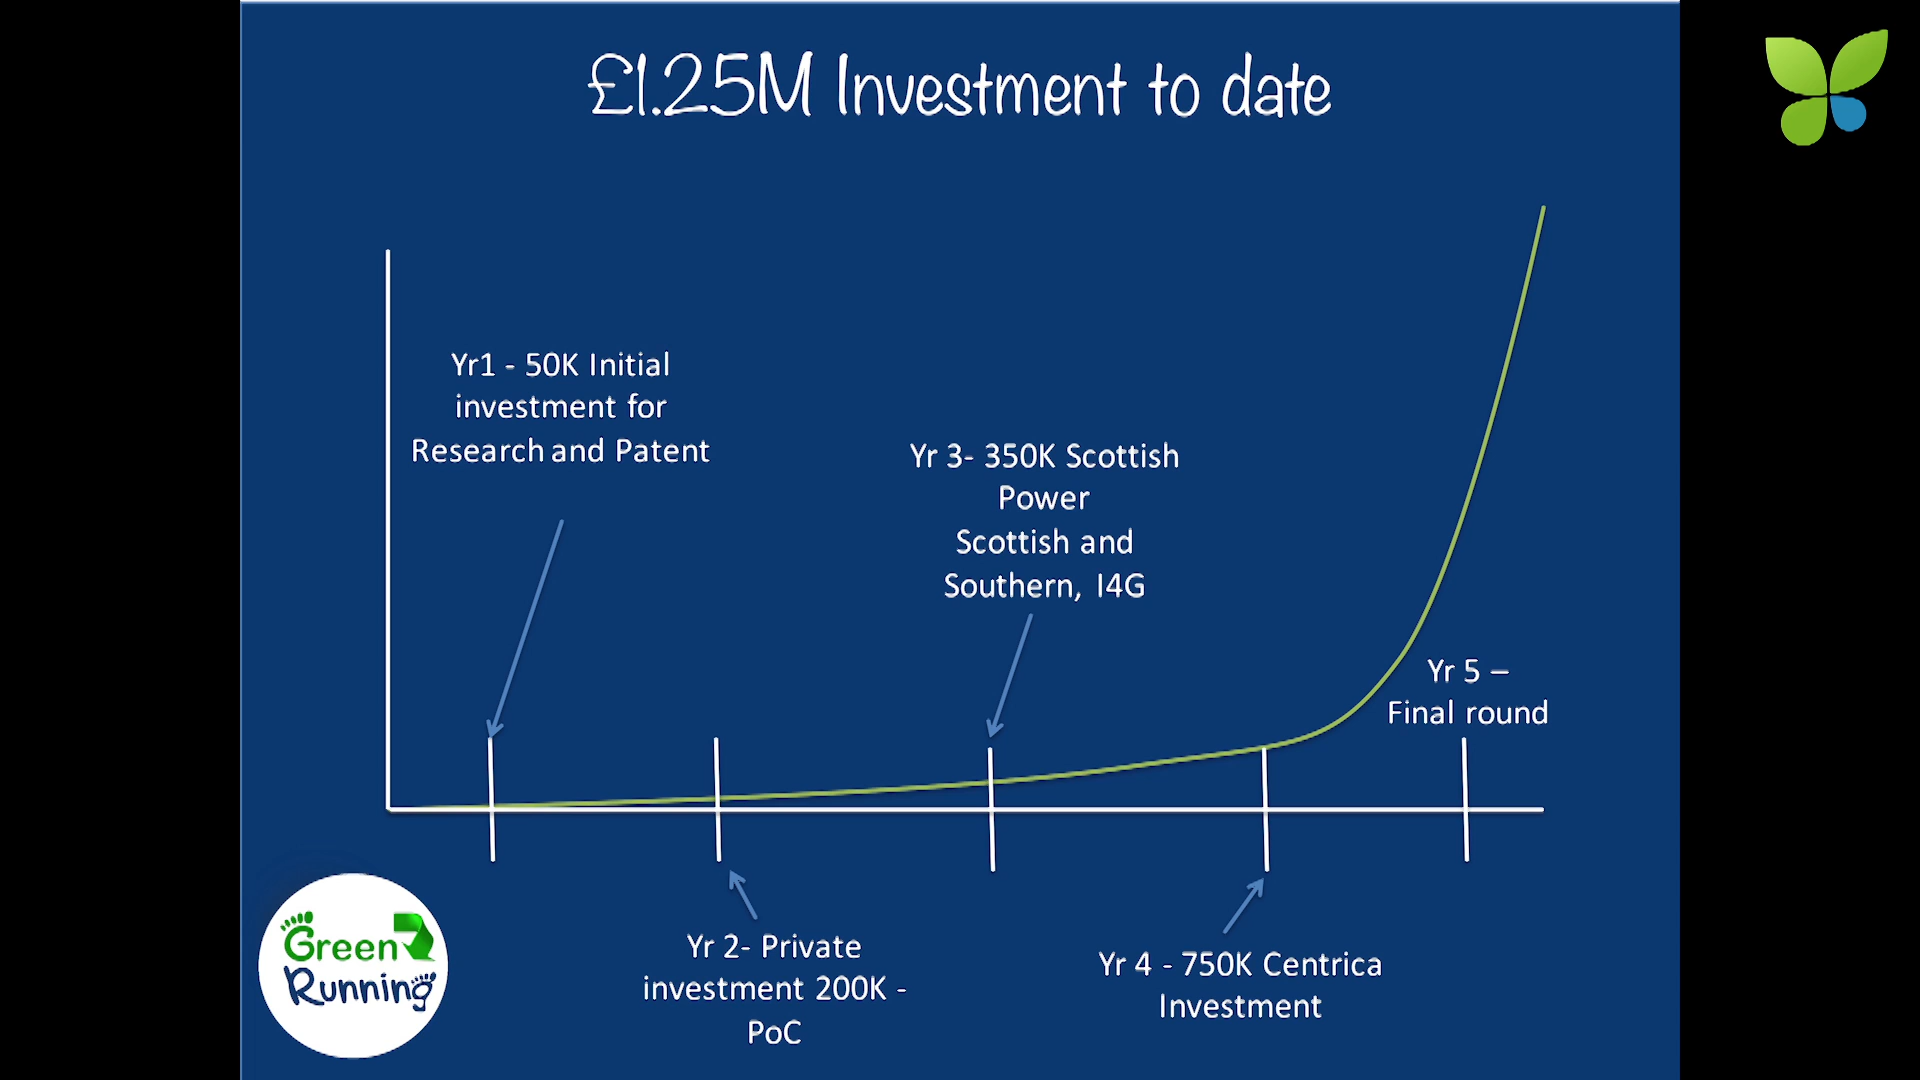 £1.25M Investment to date
Yr1 - 50K Initial
investment for
Research and Patent
Yr 3- 350K Scottish
Power
Scottish and
Southern, I4G
Yr 5 –
Final round
Yr 2- Private
investment 200K -
PoC
Yr 4 - 750K Centrica
Investment
Green
Running